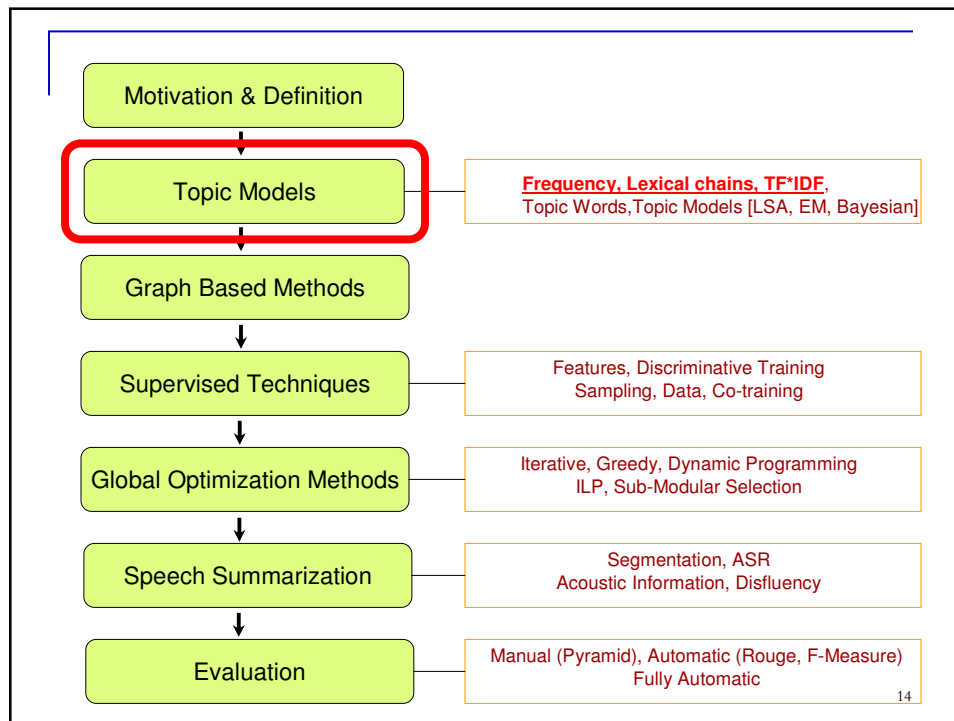 Motivation & Definition
Topic Models
Frequency, Lexical chains, TF*IDF,
Topic Words,Topic Models [LSA, EM, Bayesian]
Graph Based Methods
Supervised Techniques
Features, Discriminative Training
Sampling, Data, Co-training
Global Optimization Methods
Iterative, Greedy, Dynamic Programming
ILP, Sub-Modular Selection
Speech Summarization
Segmentation, ASR
Acoustic Information, Disfluency
Evaluation
Manual (Pyramid), Automatic (Rouge, F-Measure)
Fully Automatic
14